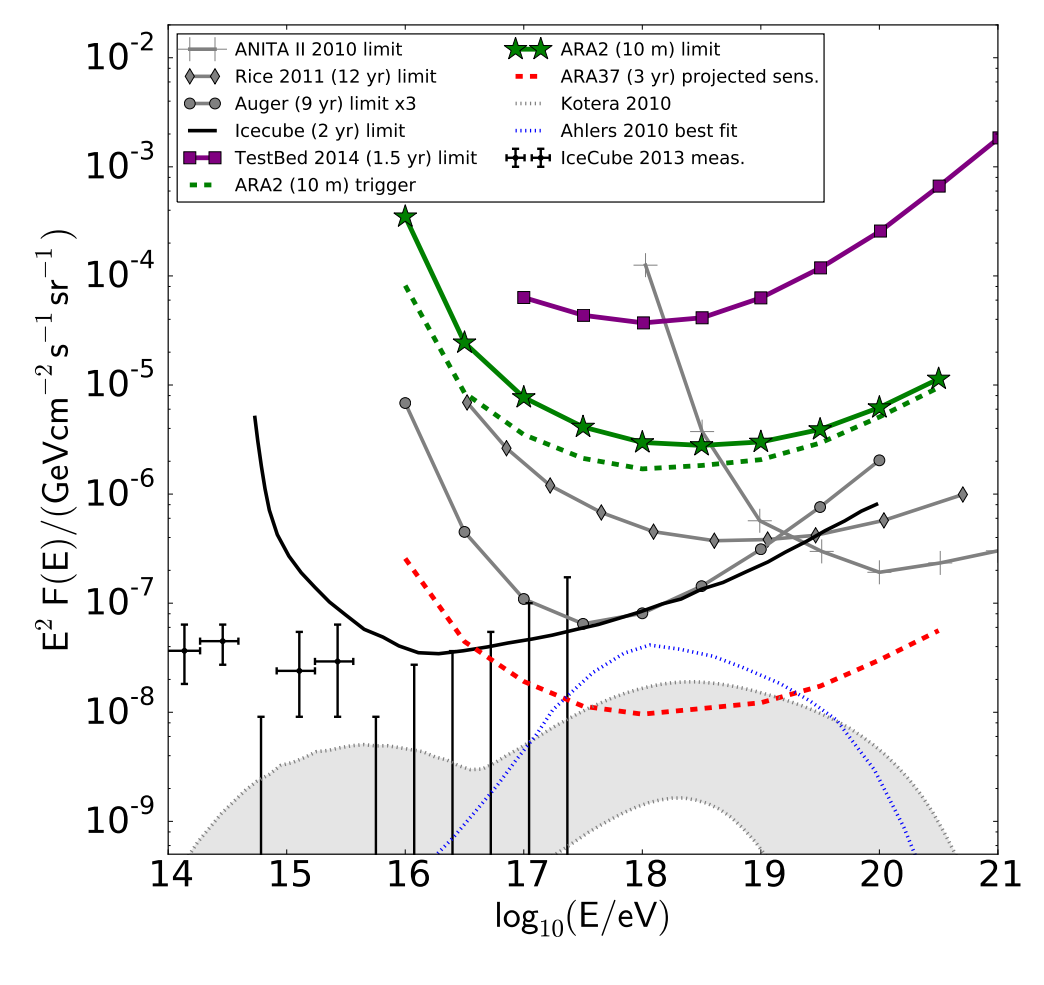 10^-2
10^-3
10^-4
10^-5
10^-6
10^-7
10^-8
10^-9
E^2 F(E)/(GeVcm^-2 s^-1 sr^-1)
ANITA II 2010 limit
Rice 2011 (12 yr) limit
Auger (9 yr) limit x3
Icecube (2 yr) limit
TestBed 2014 (1.5 yr) limit
ARA2 (10 m) trigger
ARA2 (10 m) limit
ARA37 (3 yr) projected sens.
Kotera 2010
Ahlers 2010 best fit
IceCube 2013 meas.
14 15 16 17 18 19 20 21
log_10(E/eV)